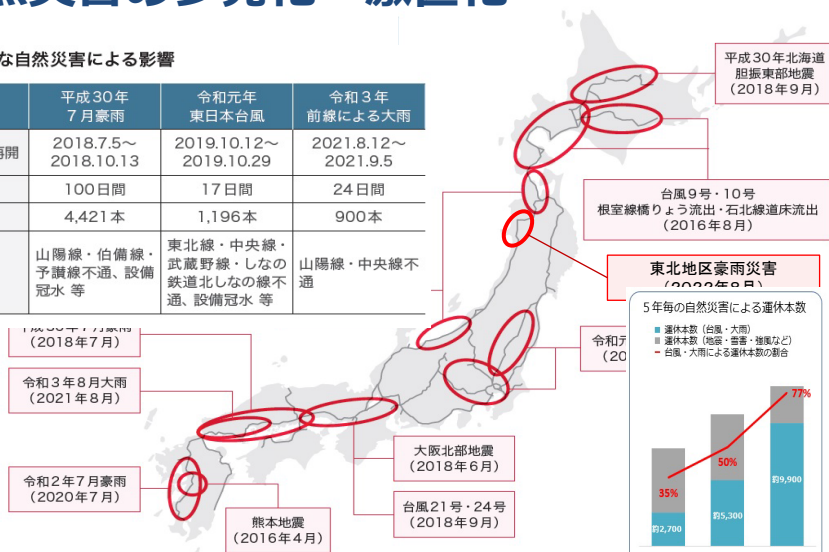 な自然災害による影響
平成30年
7月豪雨
令和元年
東日本台風
令和3年
前線による大雨
再開
2018.7.5～
2018.10.13
2019.10.12～
2019.10.29
2021.8.12～
2021.9.5
100日間
17日間
24日間
4,421本
1,196本
900本
山陽線・伯備線・
予讃線不通、設備
冠水 等
東北線・中央線・
武蔵野線・しなの
鉄道北しなの線不
通、設備冠水 等
山陽線・中央線不
通
平成30年北海道
胆振東部地震
（2018年9月）
台風9号・10号
根室線橋りょう流出・石北線道床流出
（2016年8月）
東北地区豪雨災害
（2022年8月）
（2018年7月）
令和3年8月大雨
（2021年8月）
令和2年7月豪雨
（2020年7月）
熊本地震
（2016年4月）
大阪北部地震
（2018年6月）
台風21号・24号
（2018年9月）
令和元
（20
5年毎の自然災害による運休本数
運休本数（台風・大雨）
運休本数（地震・雪害・強風など）
台風・大雨による運休本数の割合
35%
50%
77%
約2,700
約5,300
約9,900